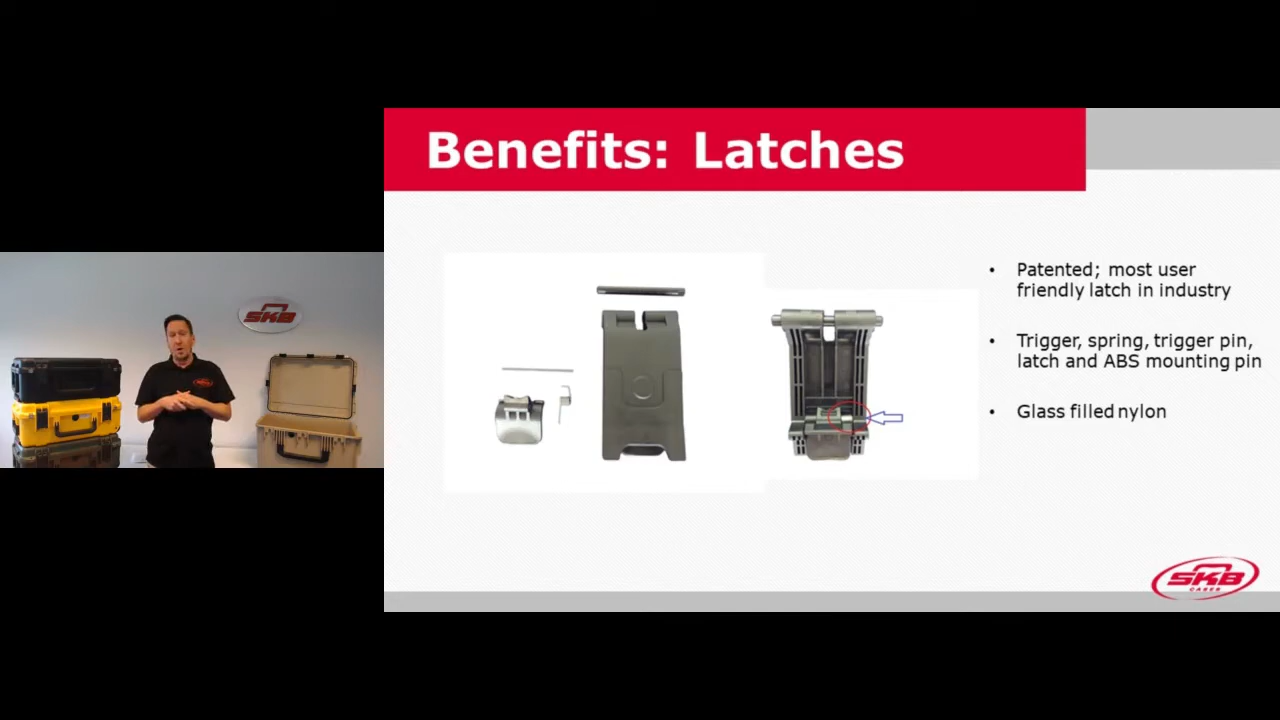 Benefits: Latches
SKB
• Patented; most user
friendly latch in industry
• Trigger, spring, trigger pin,
latch and ABS mounting pin
• Glass filled nylon
SKB
CASES